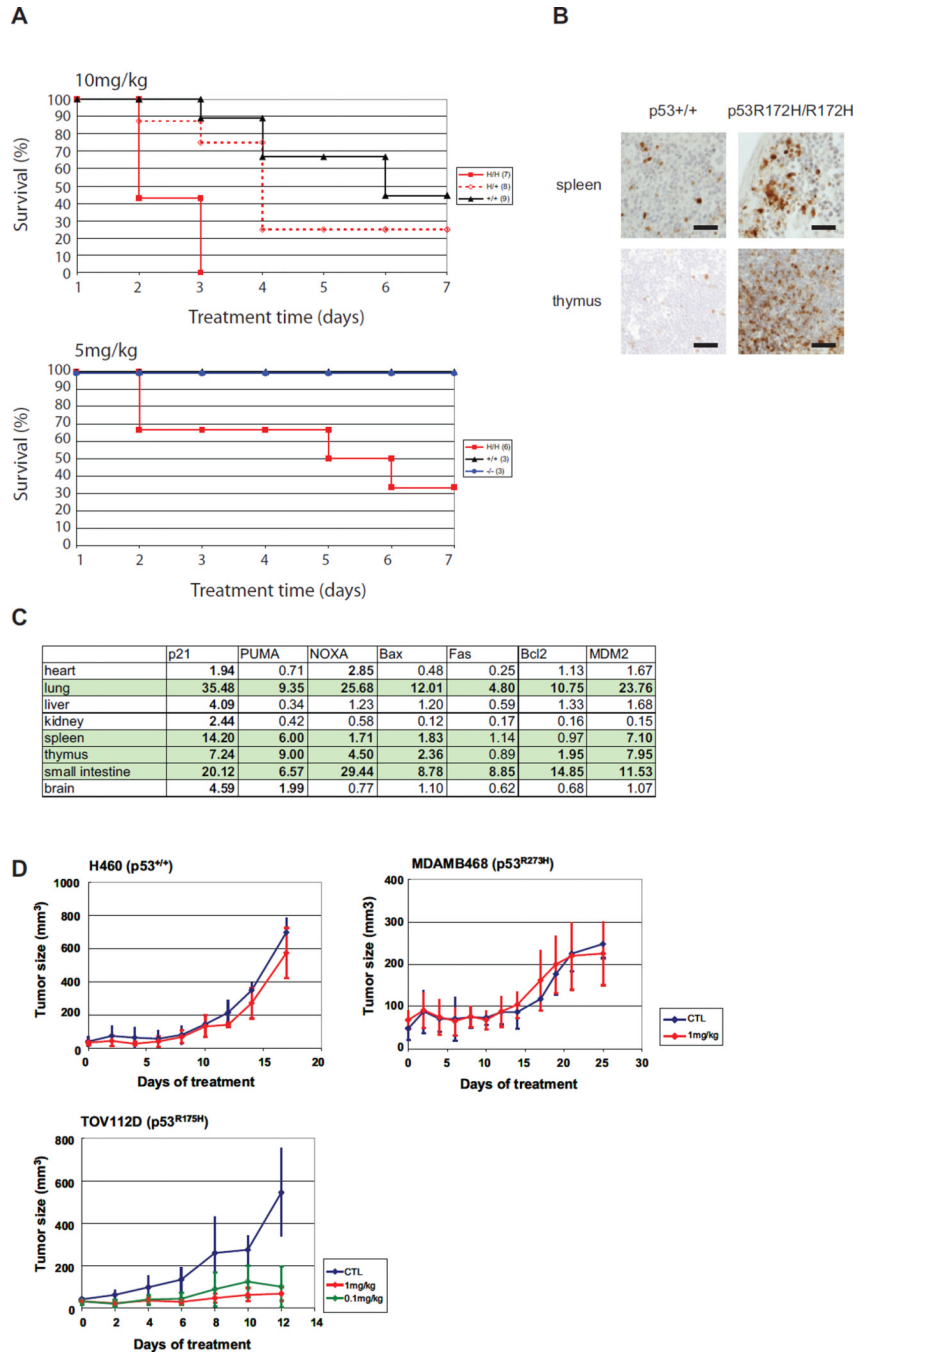 A
10mg/kg
Survival (%)
100
90
80
70
60
50
40
30
20
10
0
1 2 3 4 5 6 7
Treatment time (days)
H/H (7)
H/+ (8)
+/+ (9)
5mg/kg
Survival (%)
100
90
80
70
60
50
40
30
20
10
0
1 2 3 4 5 6 7
Treatment time (days)
H/H (6)
+/+ (3)
-/- (3)
B
p53+/+ p53R172H/R172H
spleen
thymus
C
p21 PUMA NOXA Bax Fas Bcl2 MDM2
heart 1.94 0.71 2.85 0.48 0.25 1.13 1.67
lung 35.48 9.35 25.68 12.01 4.80 10.75 23.76
liver 4.09 0.34 1.23 1.20 0.59 1.33 1.68
kidney 2.44 0.42 0.58 0.12 0.17 0.16 0.15
spleen 14.20 6.00 1.71 1.83 1.14 0.97 7.10
thymus 7.24 9.00 4.50 2.36 0.89 1.95 7.95
small intestine 20.12 6.57 29.44 8.78 8.85 14.85 11.53
brain 4.59 1.99 0.77 1.10 0.62 0.68 1.07
D
H460 (p53+/+)
Tumor size (mm3)
1000
800
600
400
200
0
0 5 10 15 20
Days of treatment
MDAMB468 (p53R273H)
Tumor size (mm3)
400
300
200
100
0
0 5 10 15 20 25 30
Days of treatment
CTL
1mg/kg
TOV112D (p53R175H)
Tumor size (mm3)
800
600
400
200
0
0 2 4 6 8 10 12 14
Days of treatment
CTL
1mg/kg
0.1mg/kg